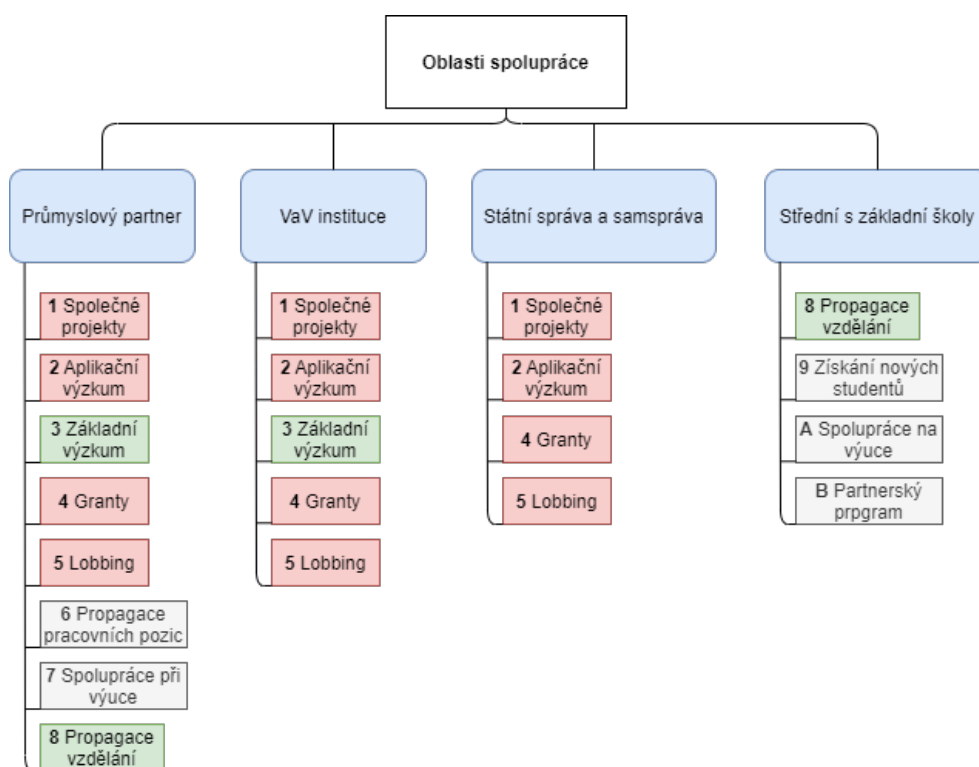 Oblasti spolupráce
Průmyslový partner
VaV instituce
Státní správa a samspráva
Střední s základní školy
1 Společné
projekty
2 Aplikační
výzkum
3 Základní
výzkum
4 Granty
5 Lobbing
6 Propagace
pracovních pozic
7 Spolupráce při
výuce
8 Propagace
vzdělání
1 Společné
projekty
2 Aplikační
výzkum
3 Základní
výzkum
4 Granty
5 Lobbing
1 Společné
projekty
2 Aplikační
výzkum
4 Granty
5 Lobbing
8 Propagace
vzdělání
9 Získání nových
studentů
A Spolupráce na
výuce
B Partnerský
prpgram